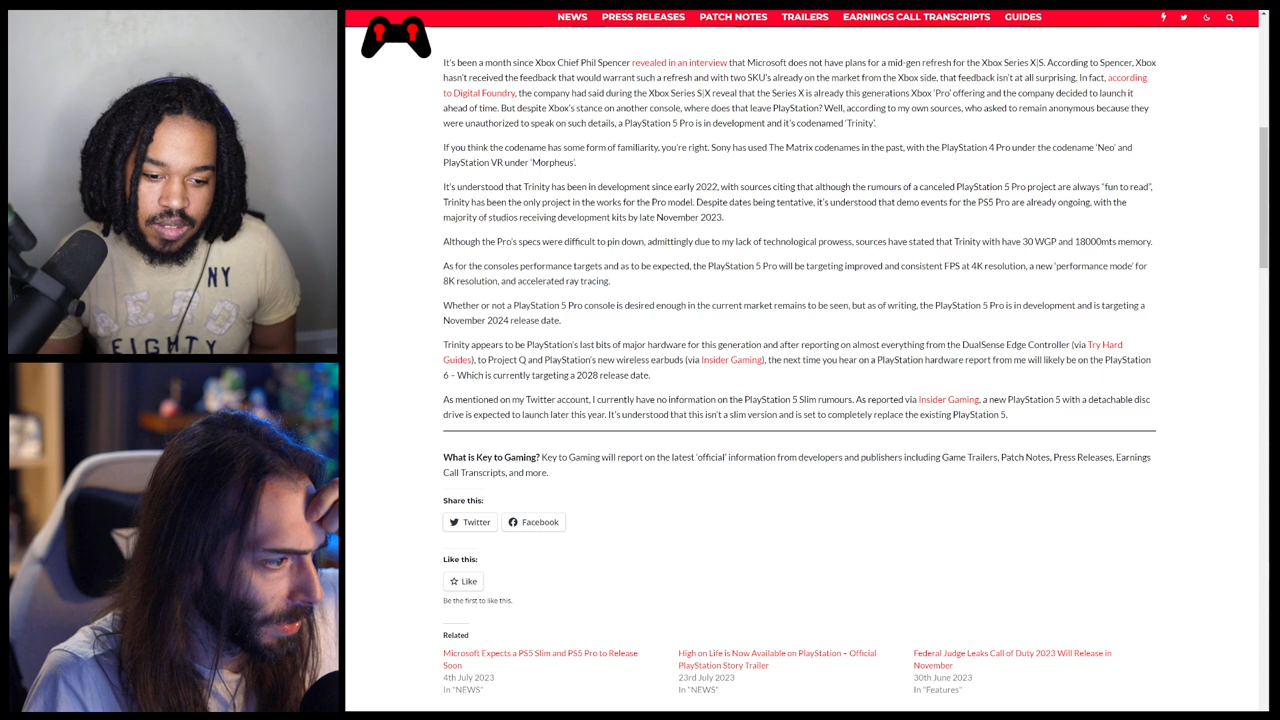 NEWS PRESS RELEASES PATCH NOTES TRAILERS EARNINGS CALL TRANSCRIPTS GUIDES
It's been a month since Xbox Chief Phil Spencer revealed in an interview that Microsoft does not have plans for a mid-gen refresh for the Xbox Series X|S. According to Spencer, Xbox
hasn't received the feedback that would warrant such a refresh and with two SKU's already on the market from the Xbox side, that feedback isn't at all surprising. In fact, according
to Digital Foundry, the company had said during the Xbox Series S|X reveal that the Series X is already this generations Xbox 'Pro' offering and the company decided to launch it
ahead of time. But despite Xbox's stance on another console, where does that leave PlayStation? Well, according to my own sources, who asked to remain anonymous because they
were unauthorized to speak on such details, a PlayStation 5 Pro is in development and it's codenamed 'Trinity'.
If you think the codename has some form of familiarity, you're right. Sony has used The Matrix codenames in the past, with the PlayStation 4 Pro under the codename 'Neo' and
PlayStation VR under 'Morpheus'.
It's understood that Trinity has been in development since early 2022, with sources citing that although the rumours of a canceled PlayStation 5 Pro project are always "fun to read",
Trinity has been the only project in the works for the Pro model. Despite dates being tentative, it's understood that demo events for the PS5 Pro are already ongoing, with the
majority of studios receiving development kits by late November 2023.
Although the Pro's specs were difficult to pin down, admittingly due to my lack of technological prowess, sources have stated that Trinity with have 30 WGP and 18000mts memory.
As for the consoles performance targets and as to be expected, the PlayStation 5 Pro will be targeting improved and consistent FPS at 4K resolution, a new 'performance mode' for
8K resolution, and accelerated ray tracing.
Whether or not a PlayStation 5 Pro console is desired enough in the current market remains to be seen, but as of writing, the PlayStation 5 Pro is in development and is targeting a
November 2024 release date.
Trinity appears to be PlayStation's last bits of major hardware for this generation and after reporting on almost everything from the DualSense Edge Controller (via Try Hard
Guides), to Project Q and PlayStation's new wireless earbuds (via Insider Gaming), the next time you hear on a PlayStation hardware report from me will likely be on the PlayStation
6 – Which is currently targeting a 2028 release date.
As mentioned on my Twitter account, I currently have no information on the PlayStation 5 Slim rumours. As reported via Insider Gaming, a new PlayStation 5 with a detachable disc
drive is expected to launch later this year. It's understood that this isn't a slim version and is set to completely replace the existing PlayStation 5.
What is Key to Gaming? Key to Gaming will report on the latest 'official' information from developers and publishers including Game Trailers, Patch Notes, Press Releases, Earnings
Call Transcripts, and more.
Share this:
Twitter Facebook
Like this:
Like
Be the first to like this.
Related
Microsoft Expects a PS5 Slim and PS5 Pro to Release
Soon
4th July 2023
In "NEWS"
High on Life is Now Available on PlayStation – Official
PlayStation Story Trailer
23rd July 2023
In "NEWS"
Federal Judge Leaks Call of Duty 2023 Will Release in
November
30th June 2023
In "Features"
NY
EIGHTY